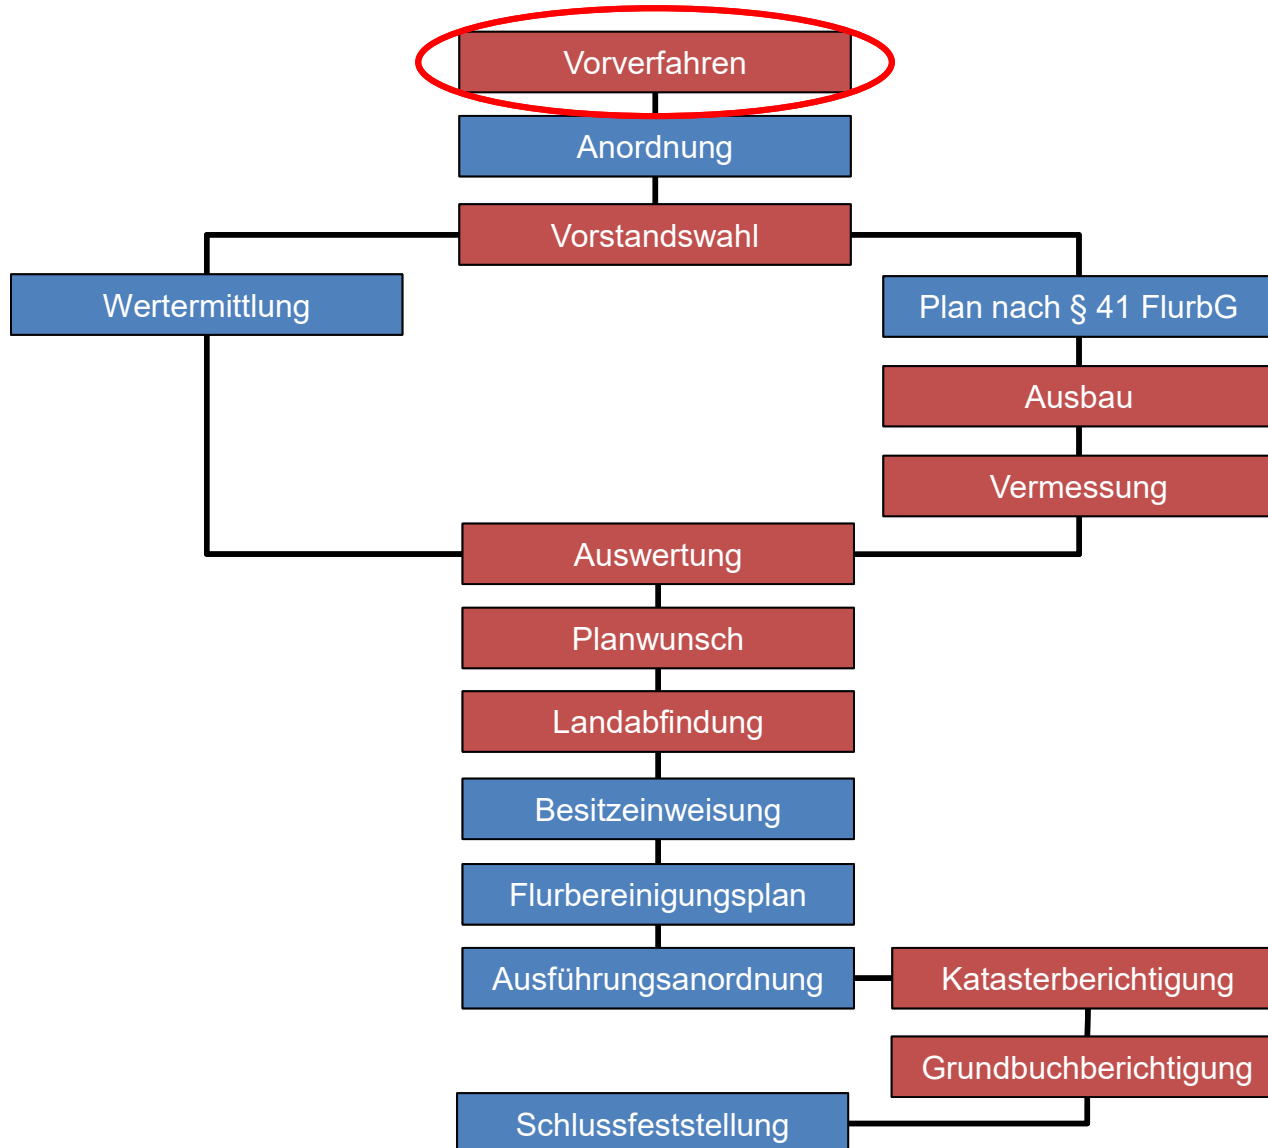 Vorverfahren
Anordnung
Vorstandswahl
Wertermittlung
Plan nach § 41 FlurbG
Ausbau
Vermessung
Auswertung
Planwunsch
Landabfindung
Besitzeinweisung
Flurbereinigungsplan
Ausführungsanordnung
Katasterberichtigung
Grundbuchberichtigung
Schlussfeststellung